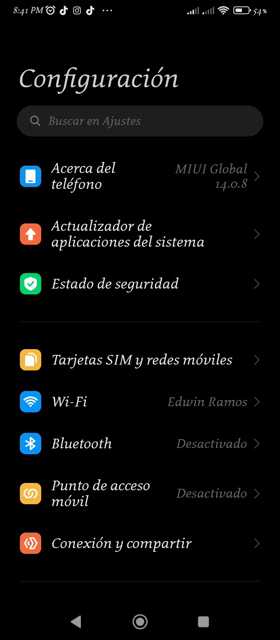 8:41 PM
54%
Configuración
Buscar en Ajustes
Acerca del
teléfono
MIUI Global
14.0.8
Actualizador de
aplicaciones del sistema
Estado de seguridad
Tarjetas SIM y redes móviles
Wi-Fi
Edwin Ramos
Bluetooth
Desactivado
Punto de acceso
móvil
Desactivado
Conexión y compartir